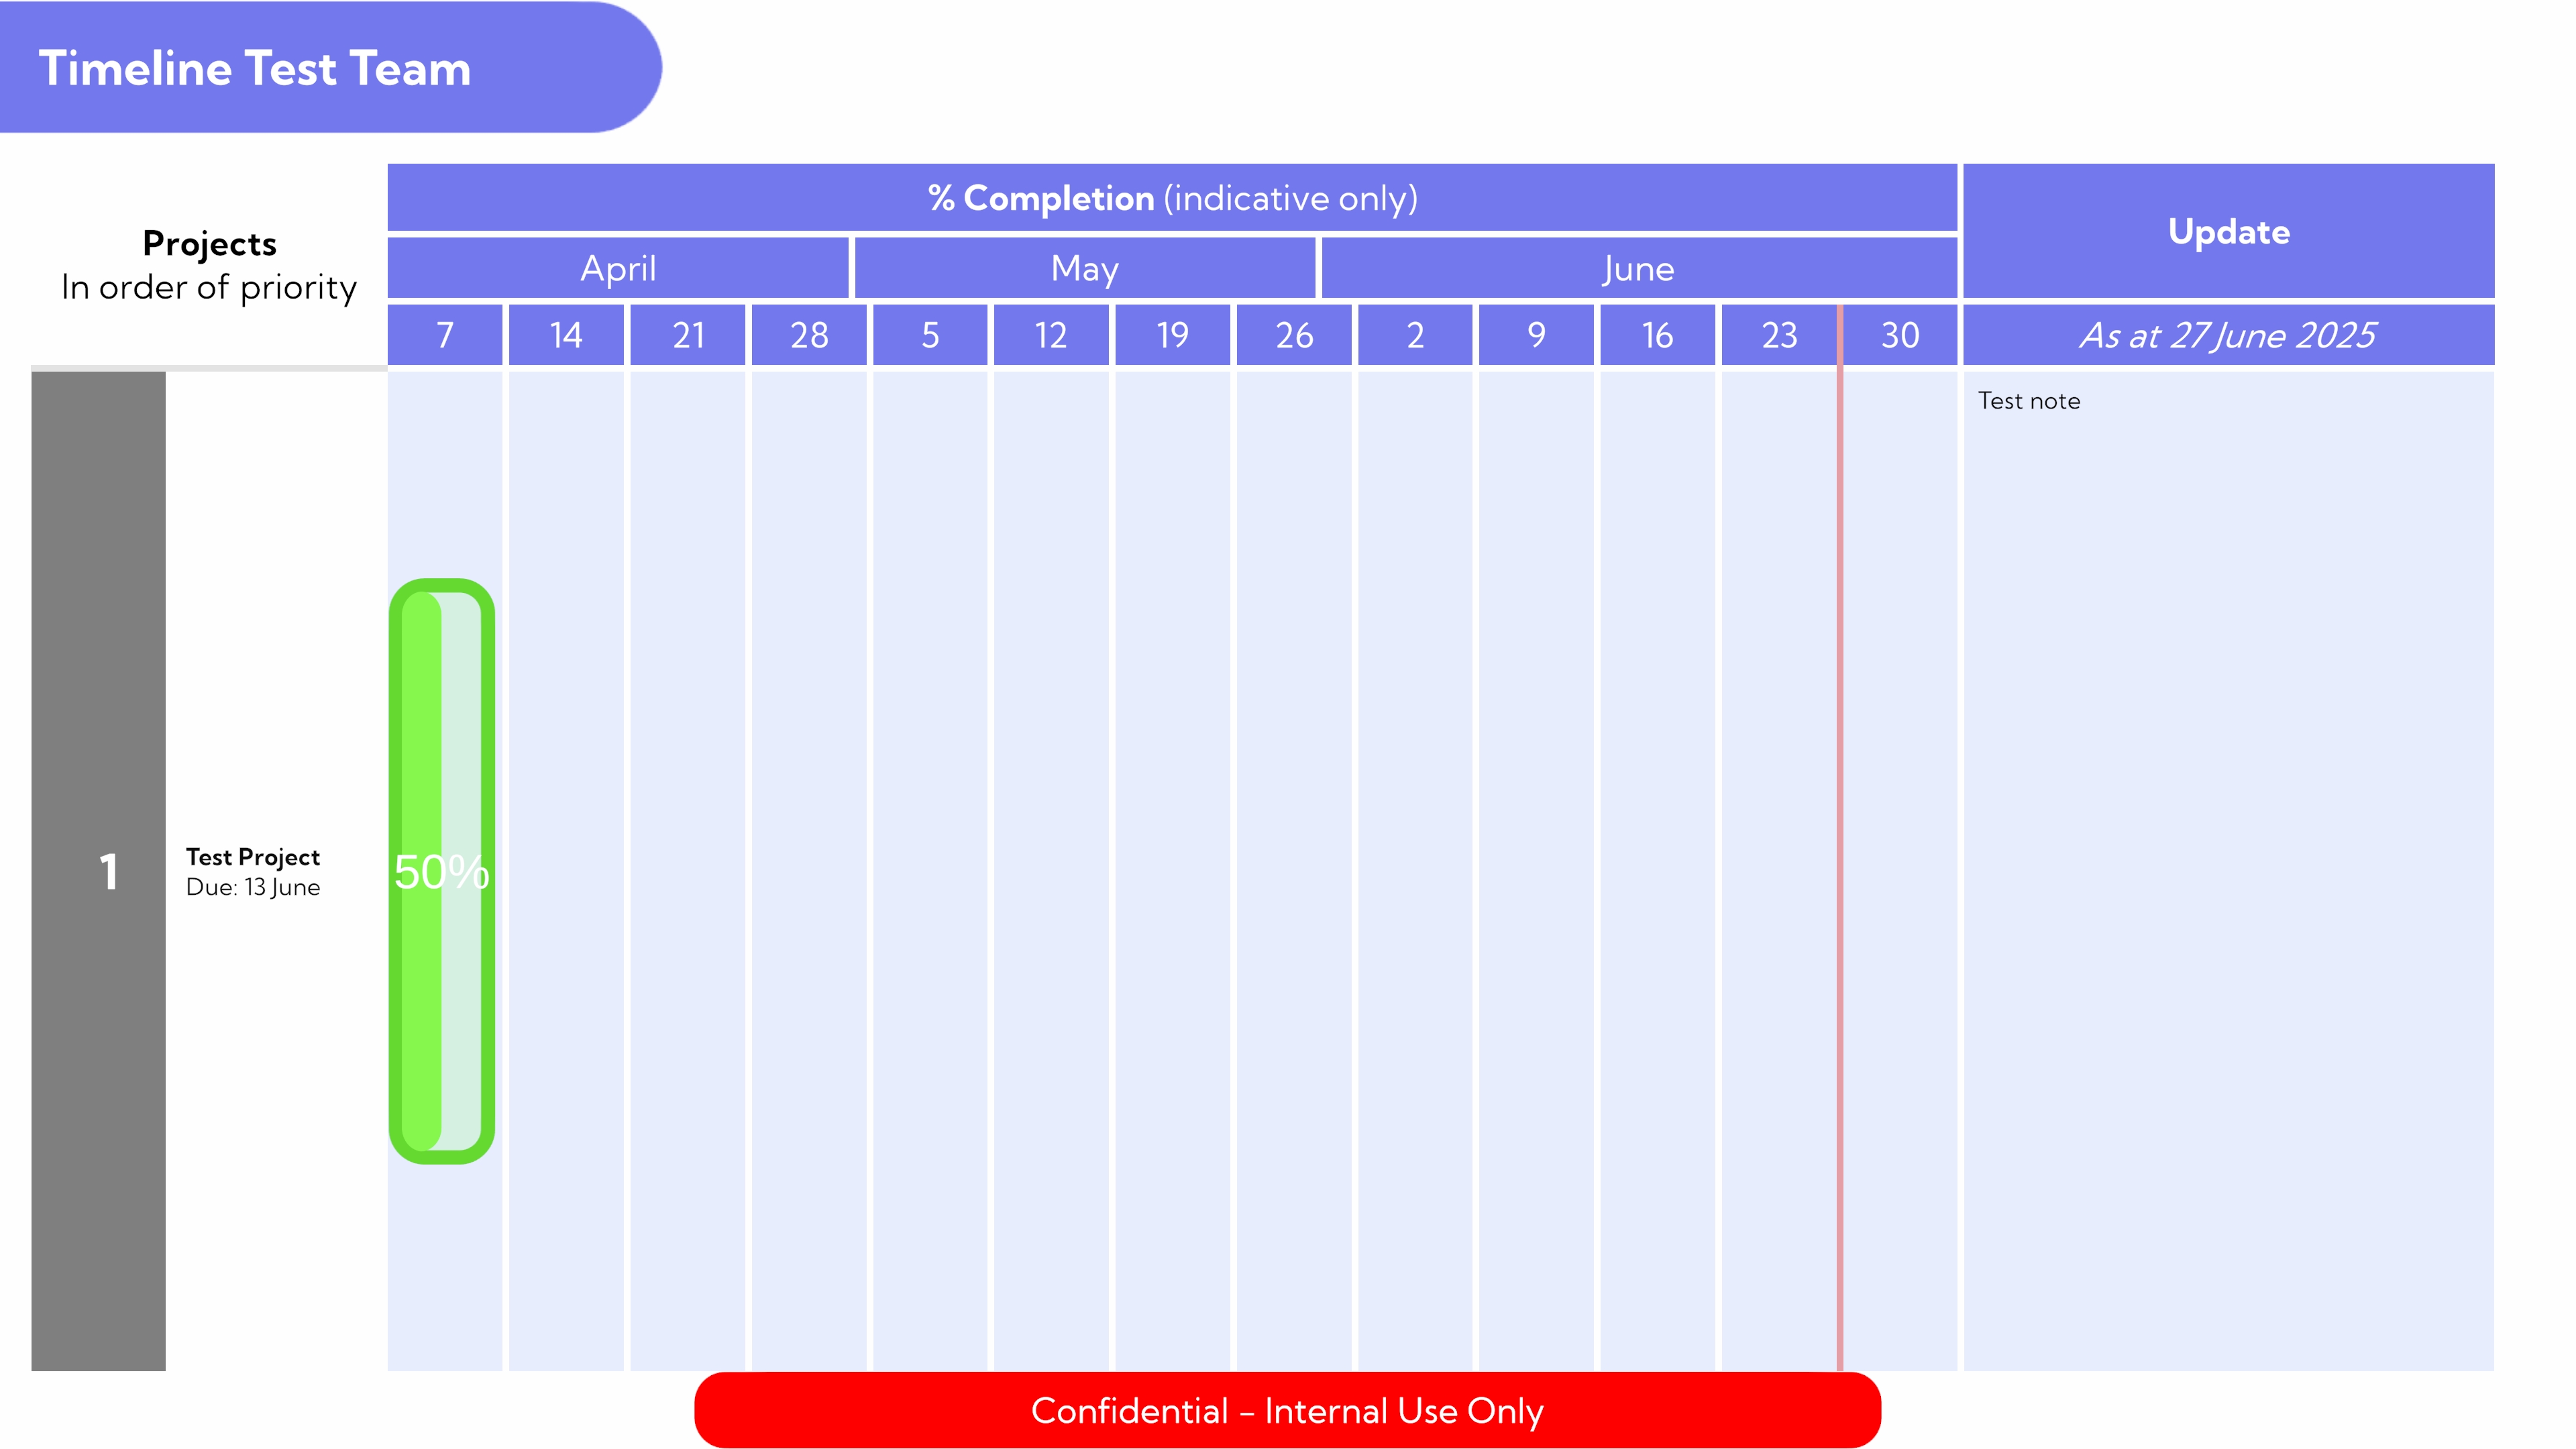 Timeline Test Team
% Completion (indicative only)
Update
Projects
In order of priority
April May June
7 14 21 28 5 12 19 26 2 9 16 23 30 As at 27 June 2025
Test note
1
Test Project
Due: 13 June
50%
Confidential – Internal Use Only